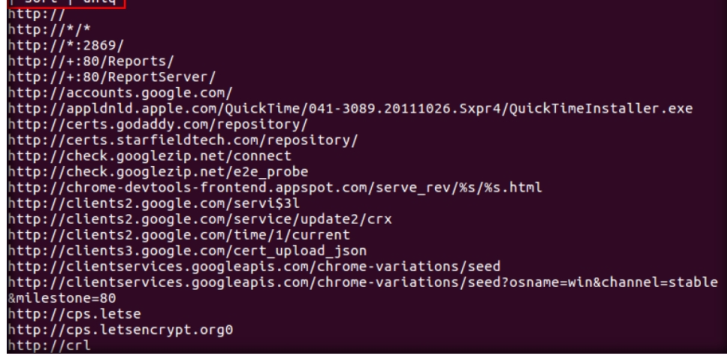 | sort | uniq
http://
http://*/*
http://*:2869/
http://+:80/Reports/
http://+:80/ReportServer/
http://accounts.google.com/
http://appldnld.apple.com/QuickTime/041-3089.20111026.Sxpr4/QuickTimeInstaller.exe
http://certs.godaddy.com/repository/
http://certs.starfieldtech.com/repository/
http://check.googlezip.net/connect
http://check.googlezip.net/e2e_probe
http://chrome-devtools-frontend.appspot.com/serve_rev/%s/%s.html
http://clients2.google.com/servi$3l
http://clients2.google.com/service/update2/crx
http://clients2.google.com/time/1/current
http://clients3.google.com/cert_upload_json
http://clientservices.googleapis.com/chrome-variations/seed
http://clientservices.googleapis.com/chrome-variations/seed?osname=win&channel=stable
&milestone=80
http://cps.letse
http://cps.letsencrypt.org0
http://crl